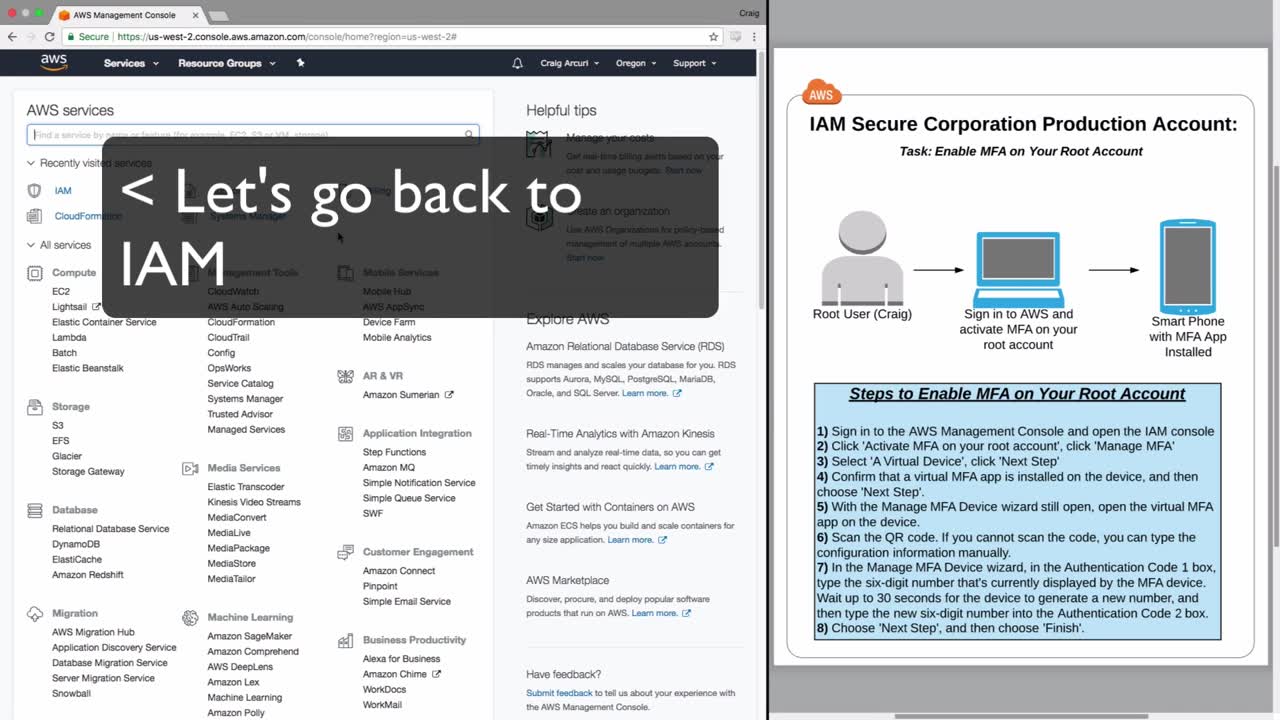 AWS Management Console
Craig
Secure | https://us-west-2.console.aws.amazon.com/console/home?region=us-west-2#
aws
Services
Resource Groups
Craig Arcuri
Oregon
Support
AWS services
Find a service by name or feature (for example, EC2, S3 or VM, storage).
Recently visited services
IAM
Billing
CloudFormation
Systems Manager
< Let's go back to
IAM
All services
Compute
EC2
Lightsail
Elastic Container Service
Lambda
Batch
Elastic Beanstalk
Storage
S3
EFS
Glacier
Storage Gateway
Database
Relational Database Service
DynamoDB
ElastiCache
Amazon Redshift
Migration
AWS Migration Hub
Application Discovery Service
Database Migration Service
Server Migration Service
Snowball
Management Tools
CloudWatch
AWS Auto Scaling
CloudFormation
CloudTrail
Config
OpsWorks
Service Catalog
Systems Manager
Trusted Advisor
Managed Services
Media Services
Elastic Transcoder
Kinesis Video Streams
MediaConvert
MediaLive
MediaPackage
MediaStore
MediaTailor
Machine Learning
Amazon SageMaker
Amazon Comprehend
AWS DeepLens
Amazon Lex
Machine Learning
Amazon Polly
Mobile Services
Mobile Hub
AWS AppSync
Device Farm
Mobile Analytics
AR & VR
Amazon Sumerian
Application Integration
Step Functions
Amazon MQ
Simple Notification Service
Simple Queue Service
SWF
Customer Engagement
Amazon Connect
Pinpoint
Simple Email Service
Business Productivity
Alexa for Business
Amazon Chime
WorkDocs
WorkMail
Helpful tips
Manage your costs
Get real-time billing alerts based on your
cost and usage budgets. Start now
Create an organization
Use AWS Organizations for policy-based
management of multiple AWS accounts.
Start now
Explore AWS
Amazon Relational Database Service (RDS)
RDS manages and scales your database for you. RDS
supports Aurora, MySQL, PostgreSQL, MariaDB,
Oracle, and SQL Server. Learn more.
Real-Time Analytics with Amazon Kinesis
Stream and analyze real-time data, so you can get
timely insights and react quickly. Learn more.
Get Started with Containers on AWS
Amazon ECS helps you build and scale containers for
any size application. Learn more.
AWS Marketplace
Discover, procure, and deploy popular software
products that run on AWS. Learn more.
Have feedback?
Submit feedback to tell us about your experience with
the AWS Management Console.
AWS
IAM Secure Corporation Production Account:
Task: Enable MFA on Your Root Account
Root User (Craig)
Sign in to AWS and
activate MFA on your
root account
Smart Phone
with MFA App
Installed
Steps to Enable MFA on Your Root Account
1) Sign in to the AWS Management Console and open the IAM console
2) Click 'Activate MFA on your root account', click 'Manage MFA'
3) Select 'A Virtual Device', click 'Next Step'
4) Confirm that a virtual MFA app is installed on the device, and then
choose 'Next Step'.
5) With the Manage MFA Device wizard still open, open the virtual MFA
app on the device.
6) Scan the QR code. If you cannot scan the code, you can type the
configuration information manually.
7) In the Manage MFA Device wizard, in the Authentication Code 1 box,
type the six-digit number that's currently displayed by the MFA device.
Wait up to 30 seconds for the device to generate a new number, and
then type the new six-digit number into the Authentication Code 2 box.
8) Choose 'Next Step', and then choose 'Finish'.